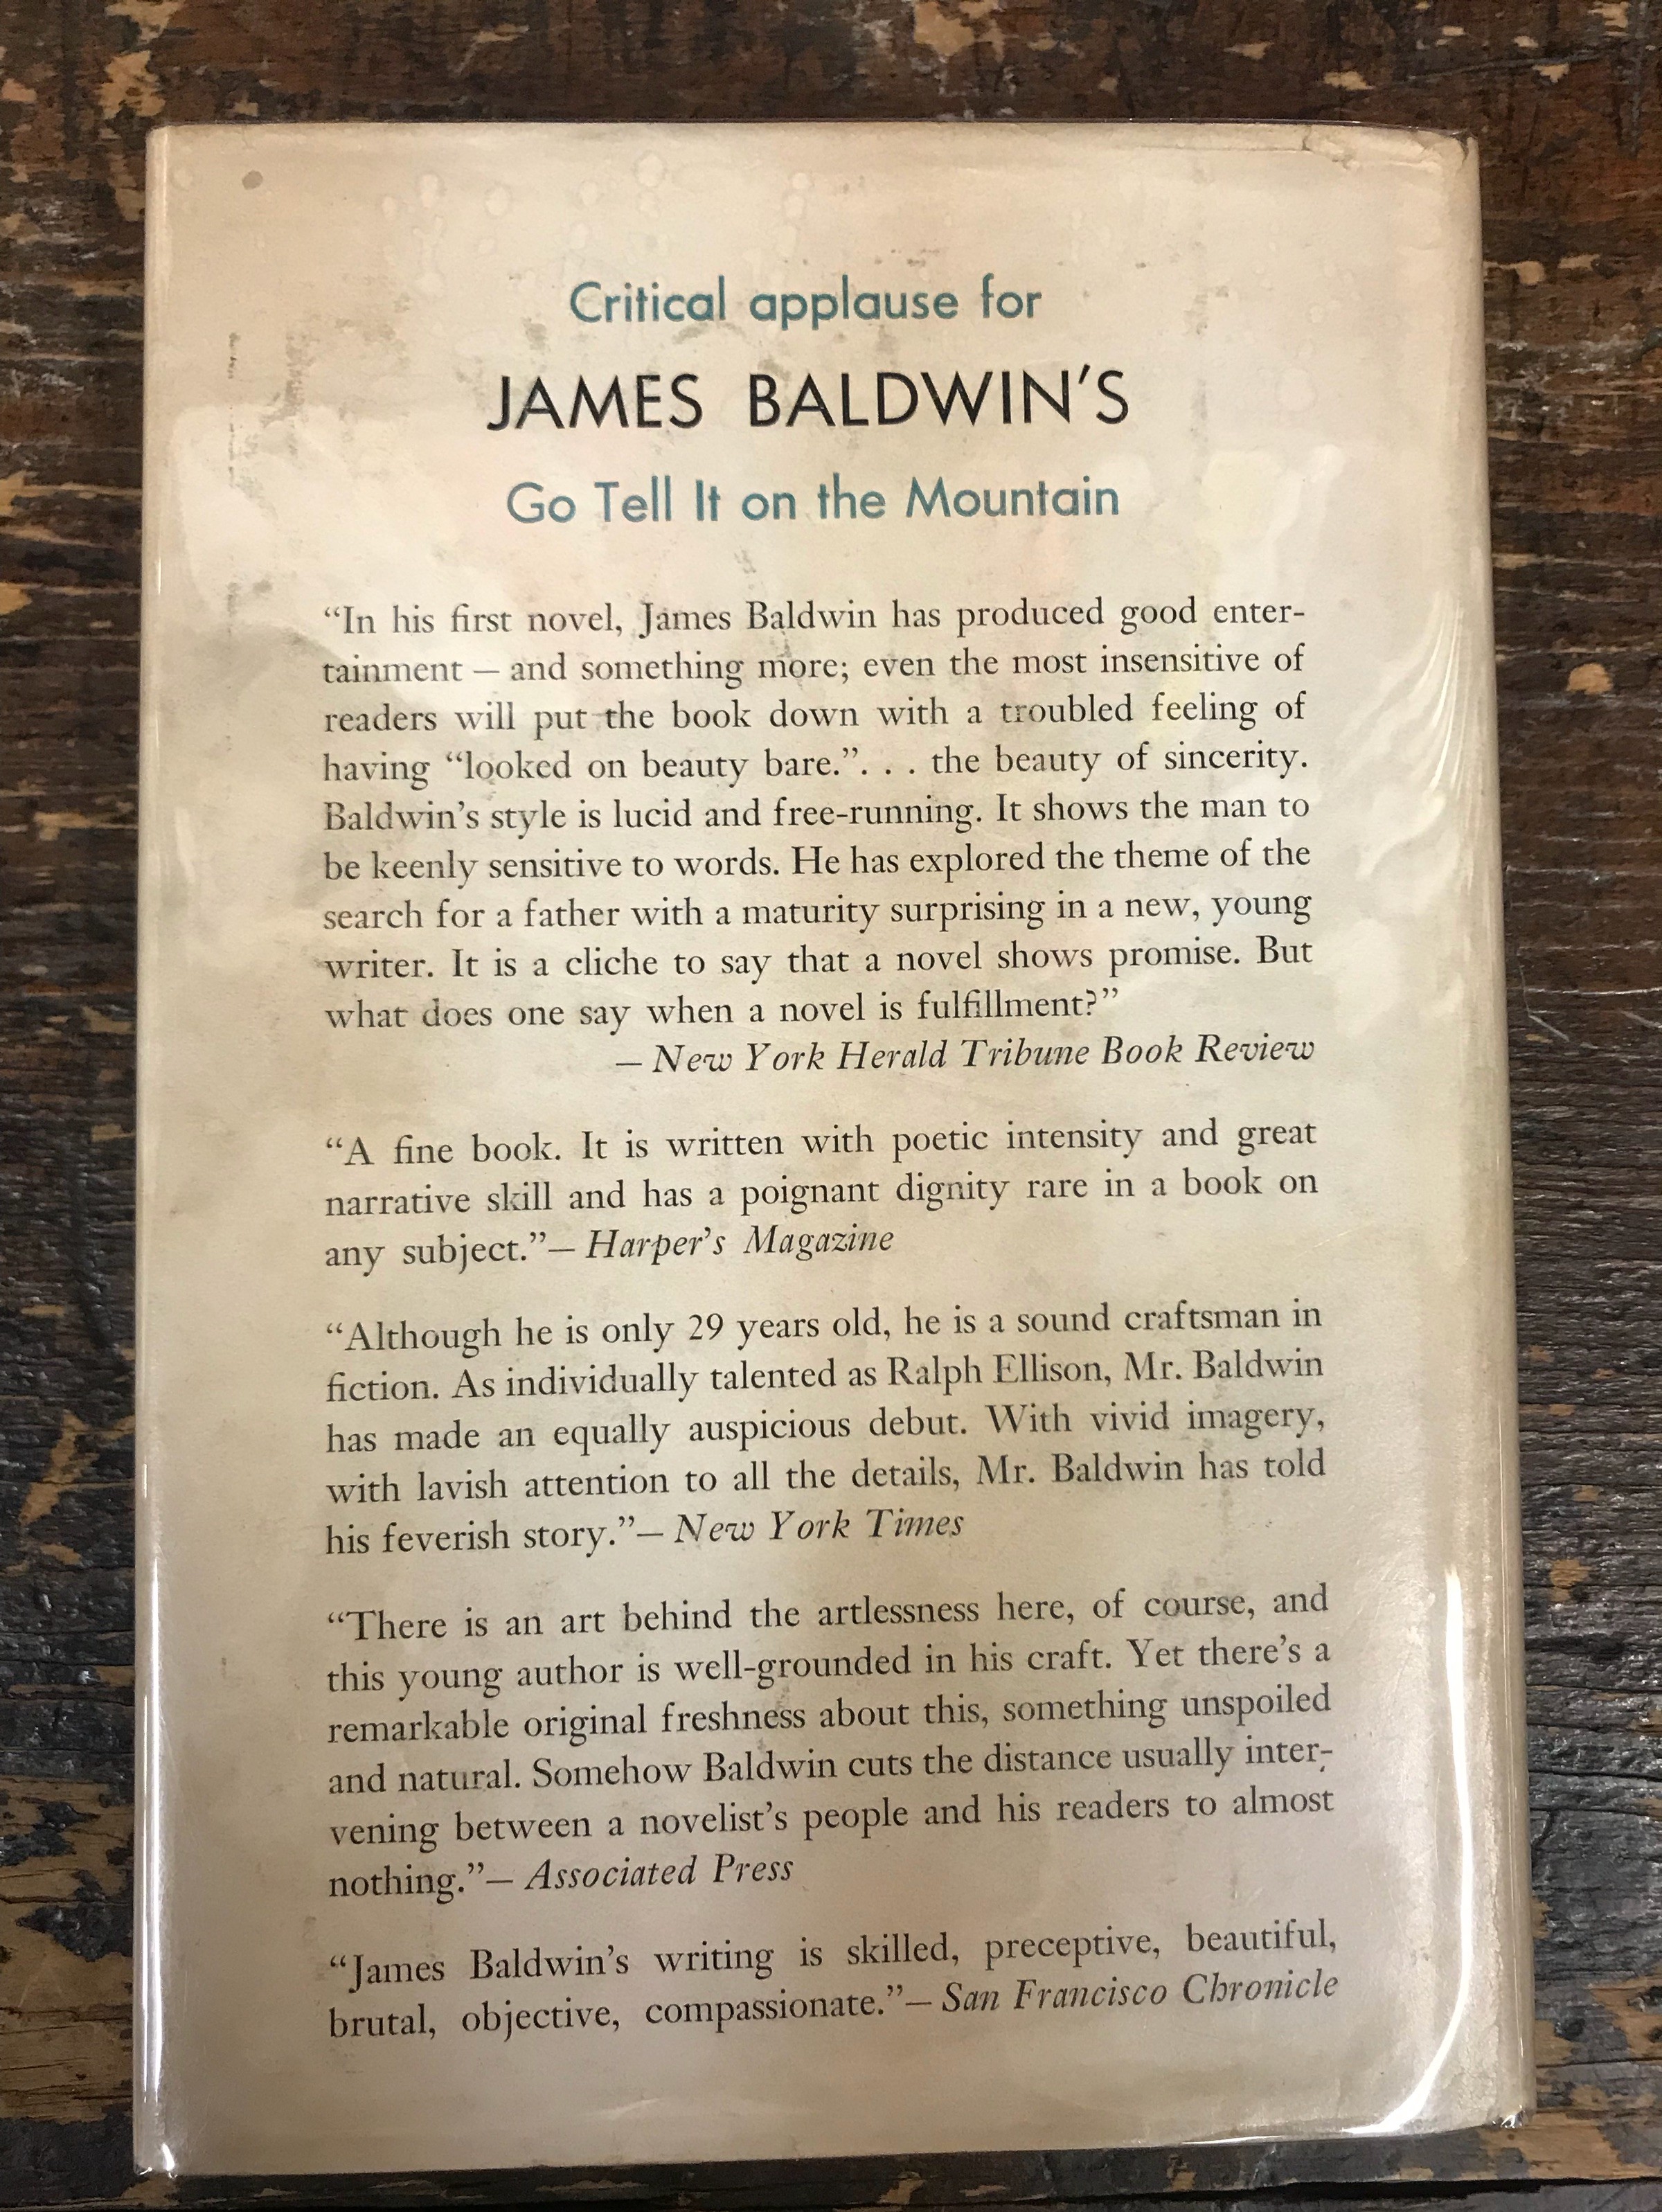 Critical applause for
JAMES BALDWIN'S
Go Tell It on the Mountain
“In his first novel, James Baldwin has produced good enter-
tainment — and something more; even the most insensitive of
readers will put the book down with a troubled feeling of
having “looked on beauty bare.”. . . the beauty of sincerity.
Baldwin’s style is lucid and free-running. It shows the man to
be keenly sensitive to words. He has explored the theme of the
search for a father with a maturity surprising in a new, young
writer. It is a cliche to say that a novel shows promise. But
what does one say when a novel is fulfillment?”
— New York Herald Tribune Book Review
“A fine book. It is written with poetic intensity and great
narrative skill and has a poignant dignity rare in a book on
any subject.”— Harper’s Magazine
“Although he is only 29 years old, he is a sound craftsman in
fiction. As individually talented as Ralph Ellison, Mr. Baldwin
has made an equally auspicious debut. With vivid imagery,
with lavish attention to all the details, Mr. Baldwin has told
his feverish story.”— New York Times
“There is an art behind the artlessness here, of course, and
this young author is well-grounded in his craft. Yet there’s a
remarkable original freshness about this, something unspoiled
and natural. Somehow Baldwin cuts the distance usually inter-
vening between a novelist’s people and his readers to almost
nothing.”— Associated Press
“James Baldwin’s writing is skilled, preceptive, beautiful,
brutal, objective, compassionate.”— San Francisco Chronicle